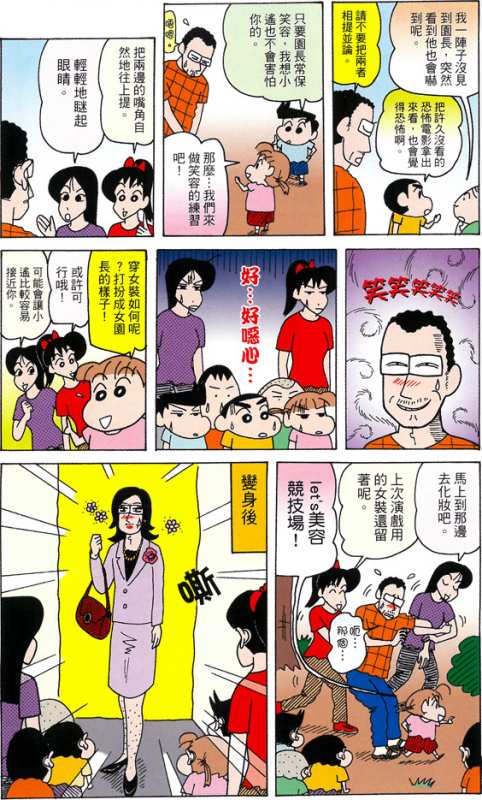 我一陣子沒見
到園長，突然
看到他也會嚇
到呢。
把許久沒看的
恐怖電影拿出
來看，也會覺
得恐怖啊。
請不要把兩者
相提並論。
只要園長常保
笑容，我想小
遙也不會害怕
你的。
唔嗯。
那麼…我們來
做笑容的練習
吧！
把兩邊的嘴角自
然地往上提。
輕輕地瞇起
眼睛。
笑笑笑笑笑
好…好噁心…
穿女裝如何呢
？打扮成女園
長的樣子！
或許可
行哦！
可能會讓小
遙比較容易
接近你。
馬上到那邊
去化妝吧。
上次演戲用
的女裝還留
著呢。
呃…
那個…
let's美容
競技場！
變身後
嘶